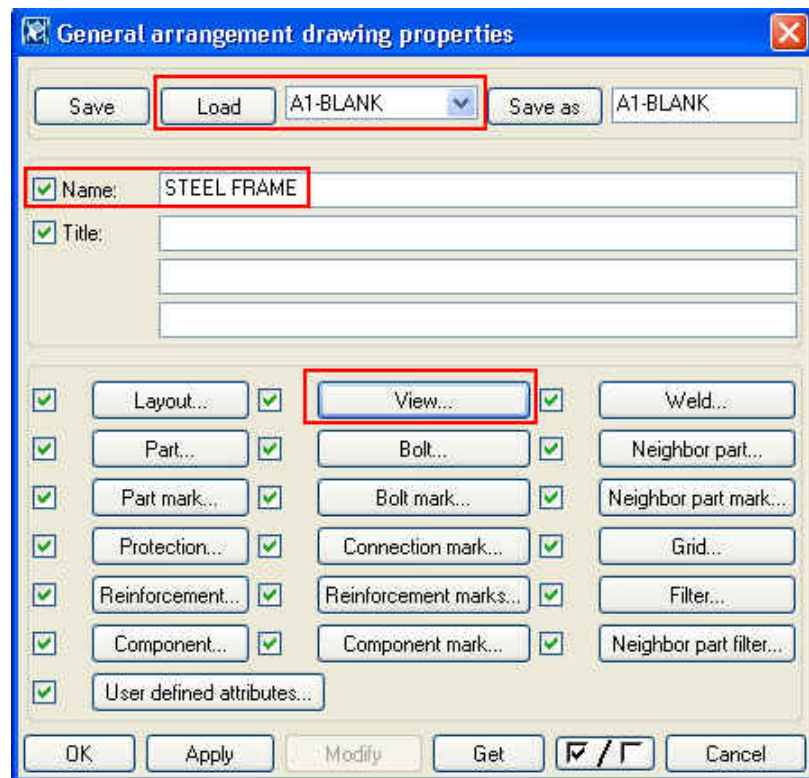 General arrangement drawing properties
Save Load A1-BLANK Save as A1-BLANK
Name: STEEL FRAME
Title:
Layout... View... Weld...
Part... Bolt... Neighbor part...
Part mark... Bolt mark... Neighbor part mark...
Protection... Connection mark... Grid...
Reinforcement... Reinforcement marks... Filter...
Component... Component mark... Neighbor part filter...
User defined attributes...
OK Apply Modify Get / Cancel